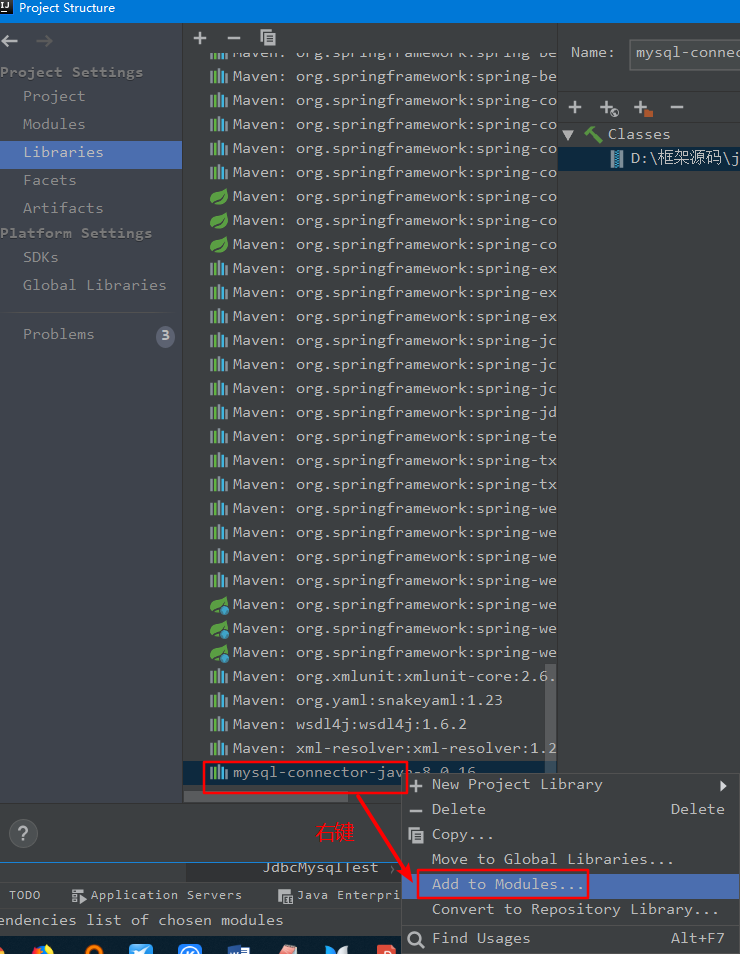 Project Structure
Project Settings
Project
Modules
Libraries
Facets
Artifacts
Platform Settings
SDKs
Global Libraries
Problems
3
Maven: org.springframework:spring-be
Maven: org.springframework:spring-be
Maven: org.springframework:spring-co
Maven: org.springframework:spring-co
Maven: org.springframework:spring-co
Maven: org.springframework:spring-co
Maven: org.springframework:spring-co
Maven: org.springframework:spring-co
Maven: org.springframework:spring-co
Maven: org.springframework:spring-ex
Maven: org.springframework:spring-ex
Maven: org.springframework:spring-ex
Maven: org.springframework:spring-jc
Maven: org.springframework:spring-jc
Maven: org.springframework:spring-jc
Maven: org.springframework:spring-jd
Maven: org.springframework:spring-te
Maven: org.springframework:spring-tx
Maven: org.springframework:spring-tx
Maven: org.springframework:spring-we
Maven: org.springframework:spring-we
Maven: org.springframework:spring-we
Maven: org.springframework:spring-we
Maven: org.springframework:spring-we
Maven: org.springframework:spring-we
Maven: org.springframework:spring-we
Maven: org.xmlunit:xmlunit-core:2.6.
Maven: org.yaml:snakeyaml:1.23
Maven: wsdl4j:wsdl4j:1.6.2
Maven: xml-resolver:xml-resolver:1.2
mysql-connector-java-8.0.16
Name: mysql-connec
Classes
D:\框架源码\j
New Project Library
Delete Delete
Copy...
Move to Global Libraries...
Add to Modules...
Convert to Repository Library...
Find Usages Alt+F7
右键
?
JdbcMysqlTest
TODO Application Servers Java Enterpri
endencies list of chosen modules